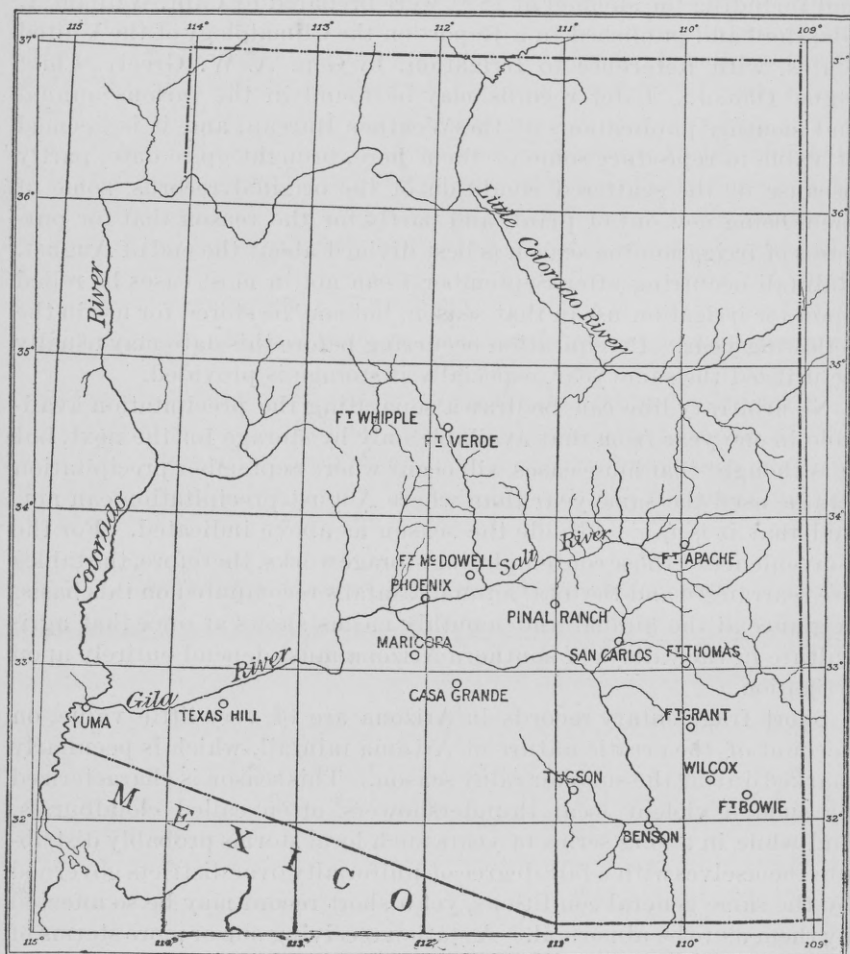 115 114° 113° 112° 111° 110° 109°
37°
36°
Little Colorado River
River
35°
FT. WHIPPLE
FT. VERDE
34°
Colorado
FT. McDOWELL
Salt River
FT. APACHE
PHOENIX
PINAL RANCH
MARICOPA
SAN CARLOS
FT. THOMAS
33°
Gila River
CASA GRANDE
YUMA
TEXAS HILL
FT. GRANT
TUCSON
WILCOX
FT. BOWIE
32°
BENSON
MEXICO
115 114° 113° 112° 111° 110° 109°